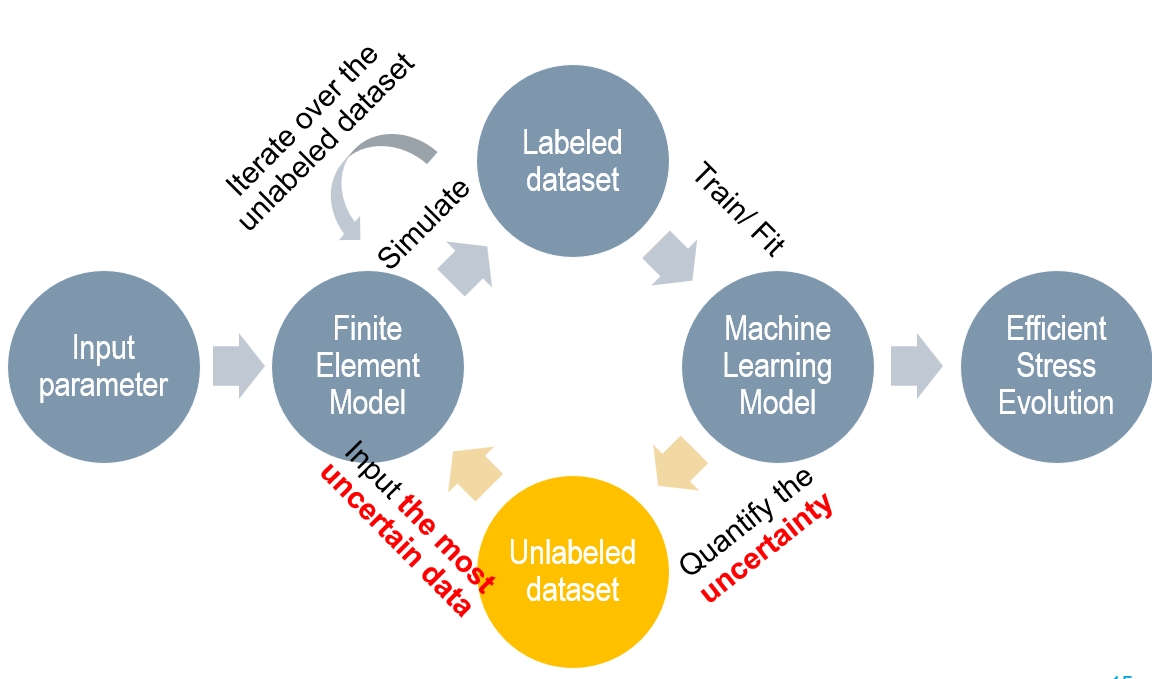 Iterate over the
unlabeled dataset
Labeled
dataset
Simulate
Train/ Fit
Input
parameter
Finite
Element
Model
Machine
Learning
Model
Efficient
Stress
Evolution
Input the most
uncertain data
Unlabeled
dataset
Quantify the
uncertainty